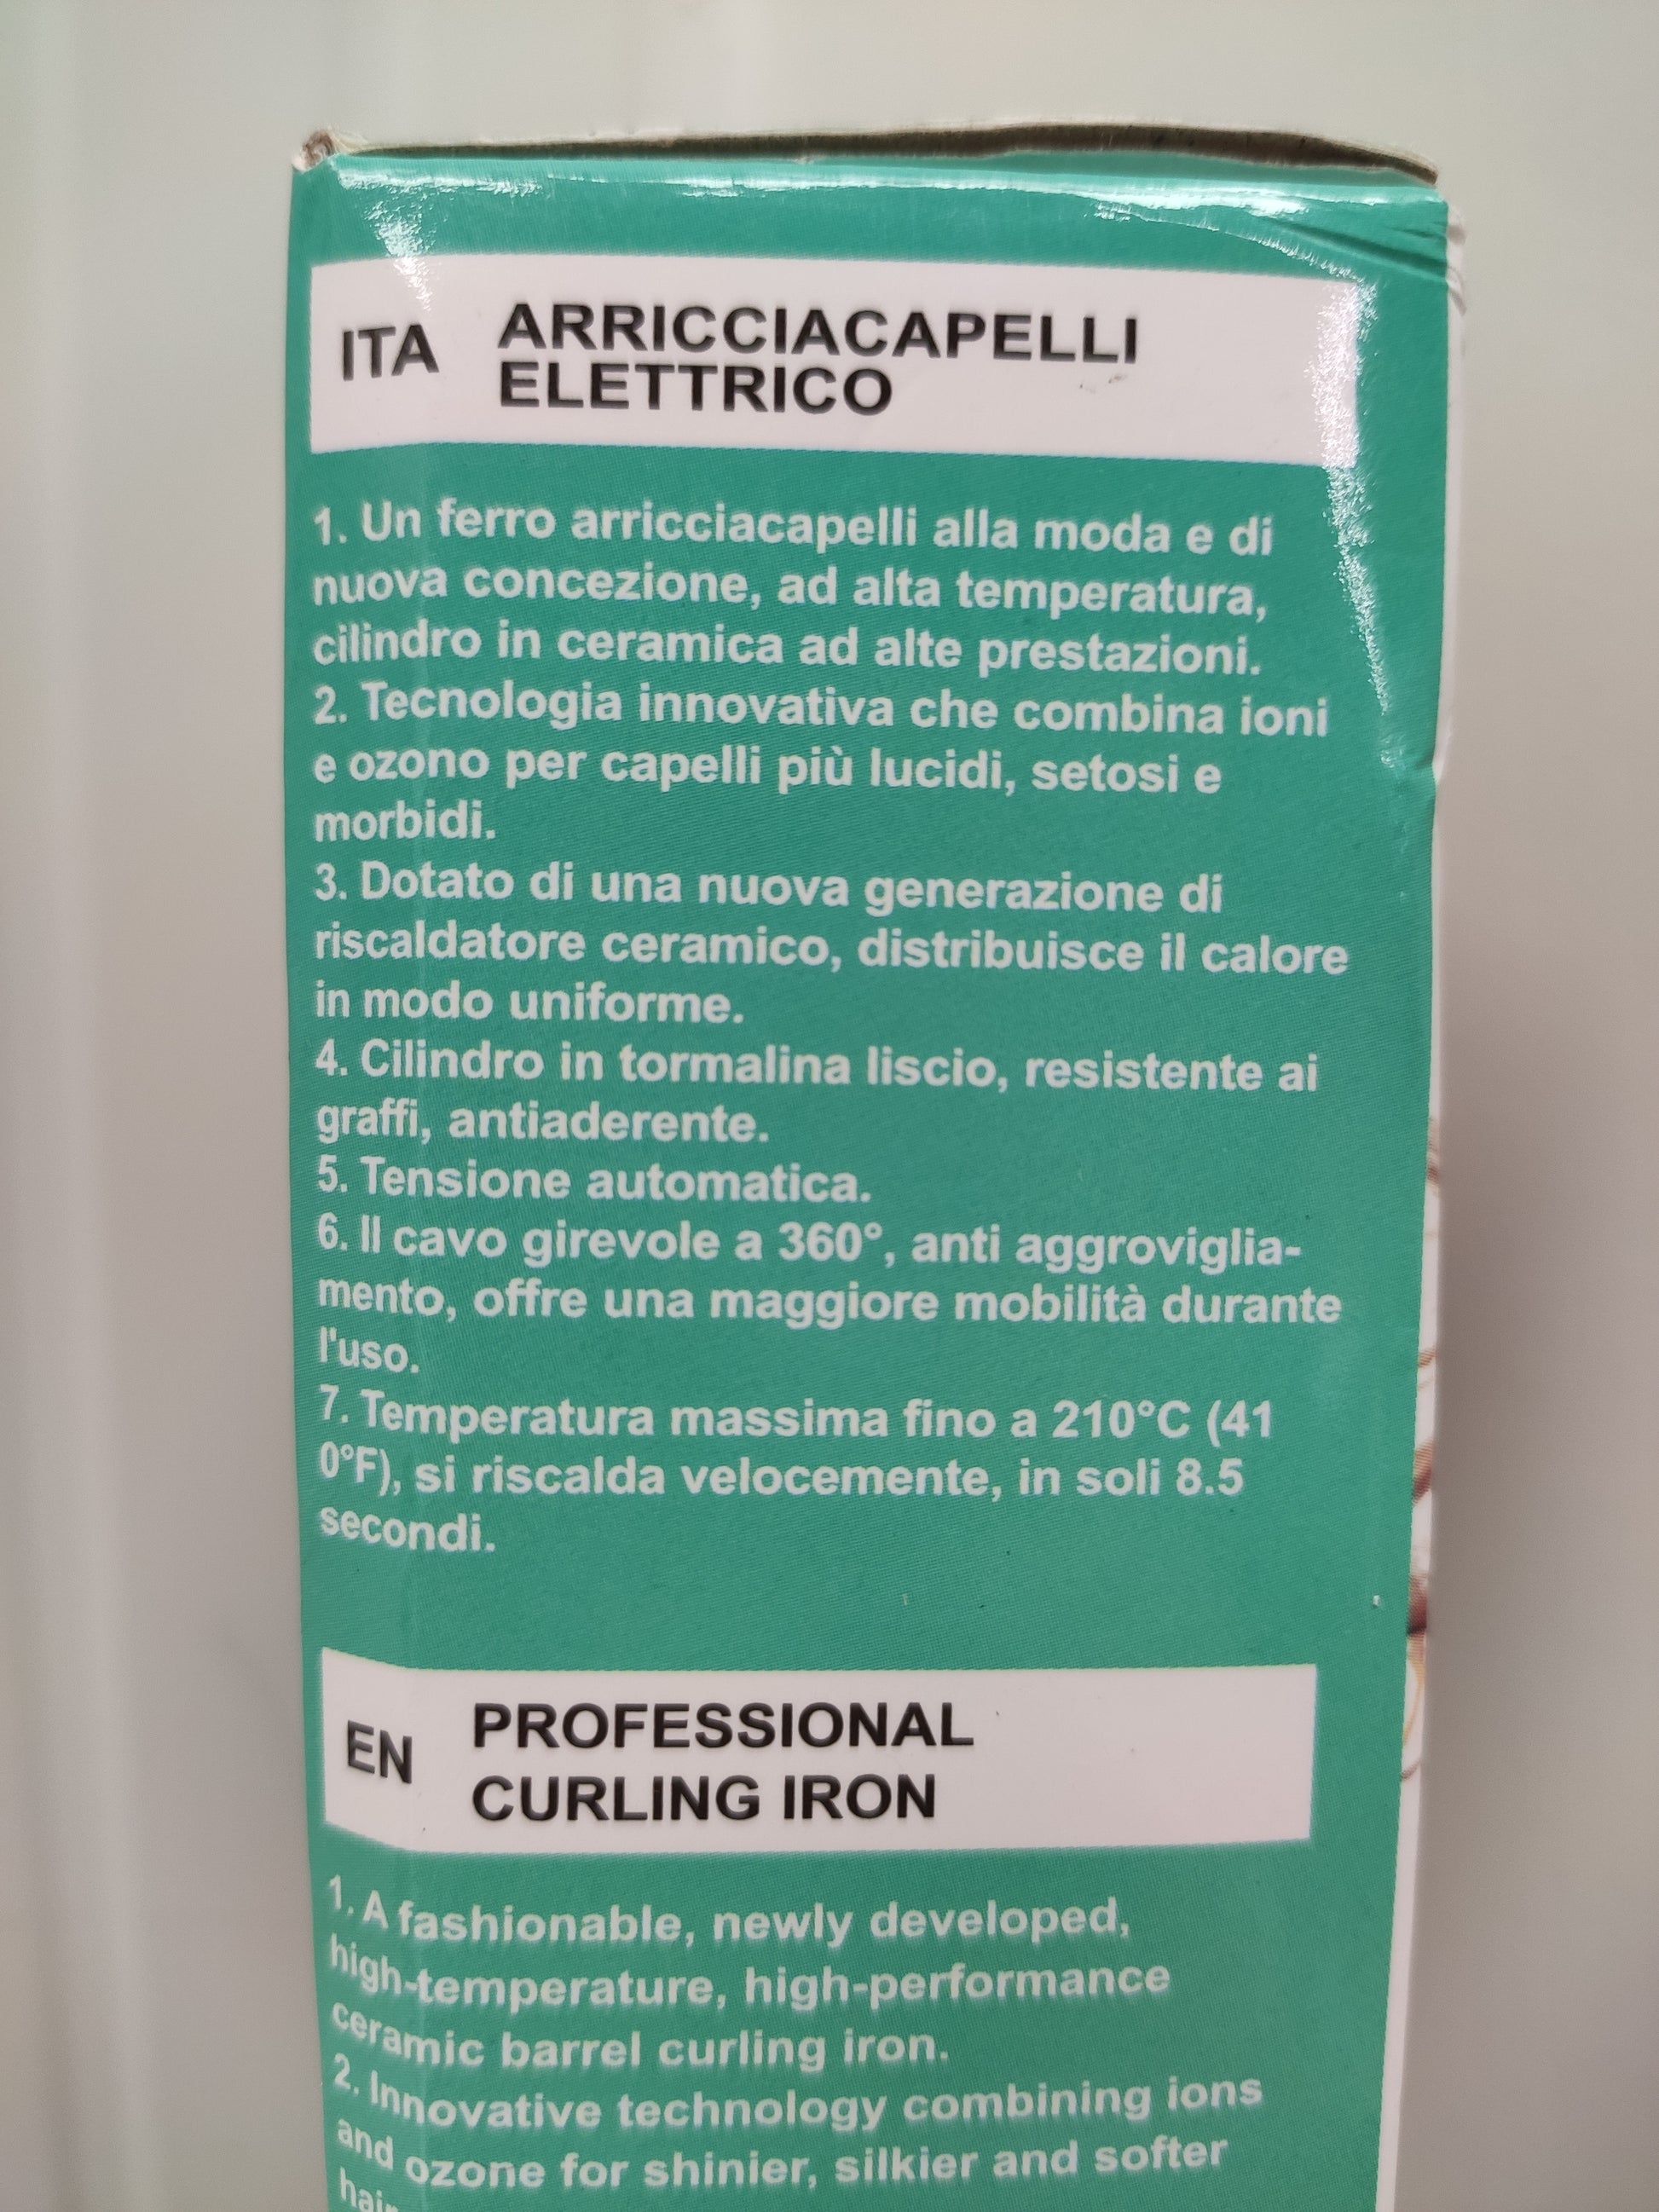 ITA
ARRICCIACAPELLI
ELETTRICO
1. Un ferro arricciacapelli alla moda e di
nuova concezione, ad alta temperatura,
cilindro in ceramica ad alte prestazioni.
2. Tecnologia innovativa che combina ioni
e ozono per capelli più lucidi, setosi e
morbidi.
3. Dotato di una nuova generazione di
riscaldatore ceramico, distribuisce il calore
in modo uniforme.
4. Cilindro in tormalina liscio, resistente ai
graffi, antiaderente.
5. Tensione automatica.
6. Il cavo girevole a 360°, anti aggroviglia-
mento, offre una maggiore mobilità durante
l'uso.
7. Temperatura massima fino a 210°C (41
0°F), si riscalda velocemente, in soli 8.5
secondi.
EN
PROFESSIONAL
CURLING IRON
1. A fashionable, newly developed,
high-temperature, high-performance
ceramic barrel curling iron.
2. Innovative technology combining ions
and ozone for shinier, silkier and softer
hair